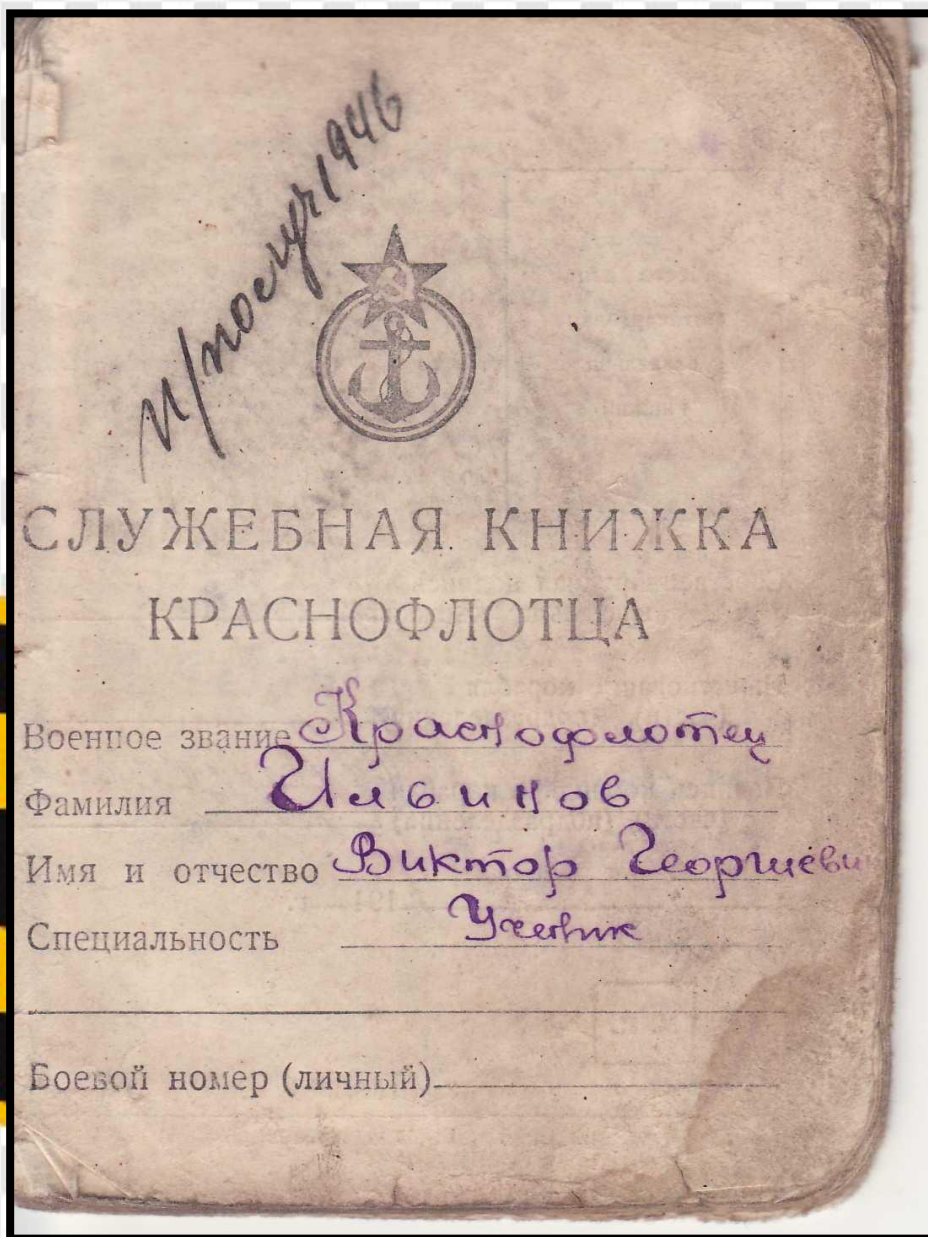 1946
СЛУЖЕБНАЯ КНИЖКА
КРАСНОФЛОТЦА
Военное звание Краснофлотец
Фамилия Ильинов
Имя и отчество Виктор Георгиеви
Специальность Ученик
Боевой номер (личный)